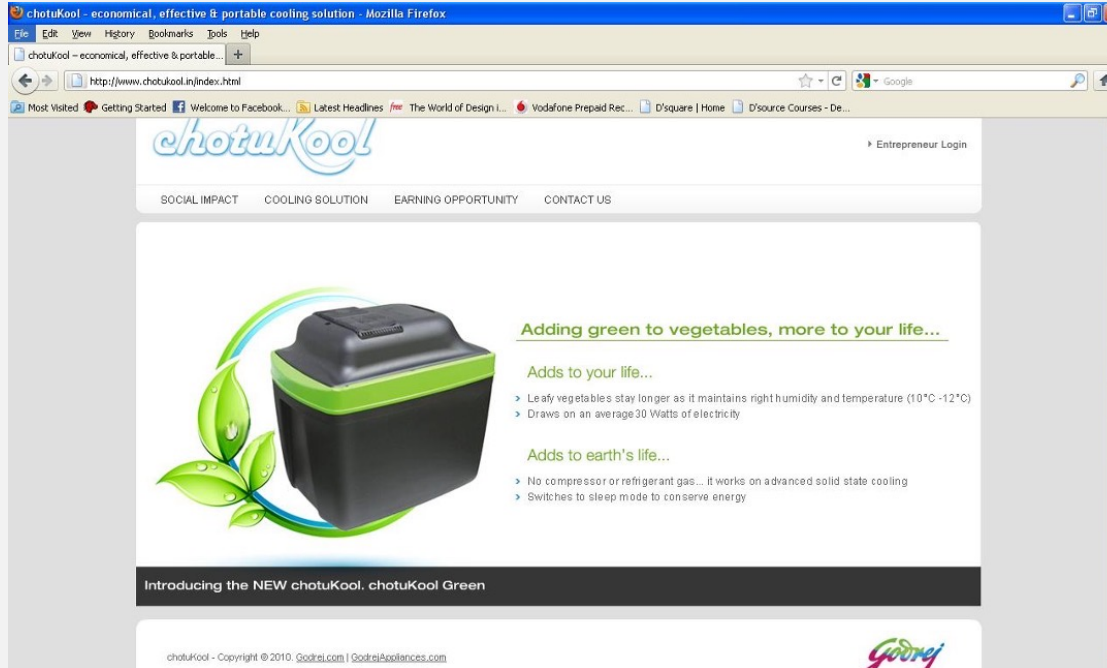 chotuKool - economical, effective & portable cooling solution - Mozilla Firefox
File Edit View History Bookmarks Tools Help
chotuKool – economical, effective & portable... +
http://www.chotukool.in/index.html Google
Most Visited Getting Started Welcome to Facebook... Latest Headlines free The World of Design i... Vodafone Prepaid Rec... D'square | Home D'source Courses - De...
chotuKool
Entrepreneur Login
SOCIAL IMPACT COOLING SOLUTION EARNING OPPORTUNITY CONTACT US
Adding green to vegetables, more to your life...
Adds to your life...
Leafy vegetables stay longer as it maintains right humidity and temperature (10°C -12°C)
Draws on an average 30 Watts of electricity
Adds to earth's life...
No compressor or refrigerant gas... it works on advanced solid state cooling
Switches to sleep mode to conserve energy
Introducing the NEW chotuKool. chotuKool Green
chotuKool - Copyright © 2010. Godrej.com | GodrejAppliances.com
Godrej